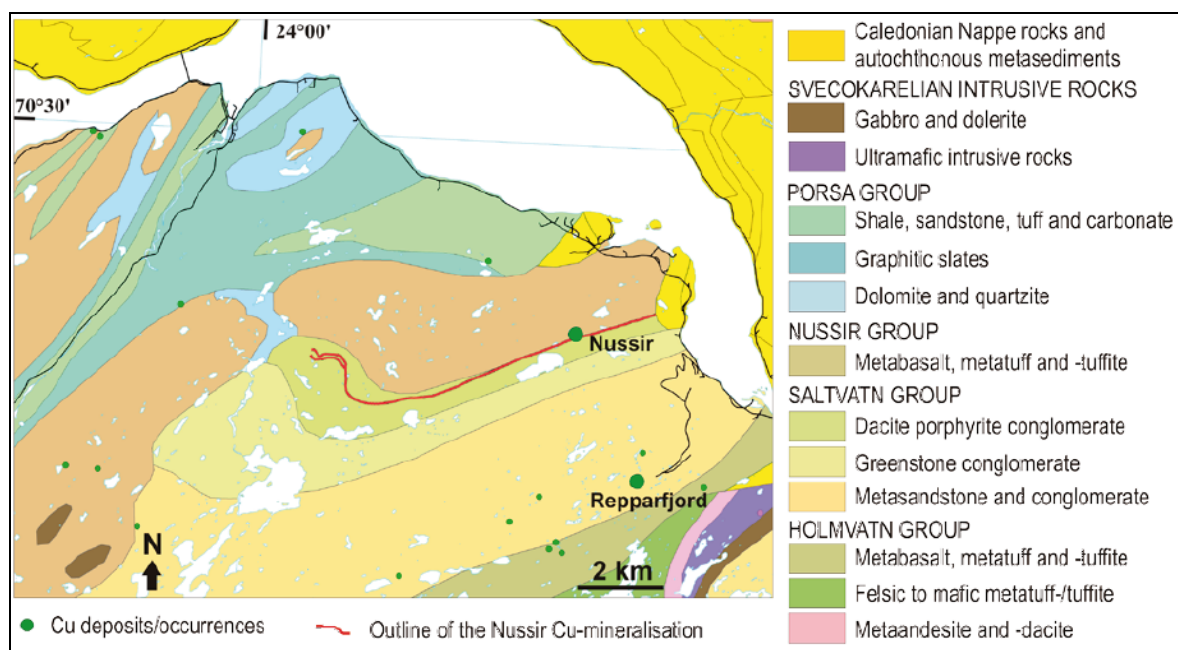 24°00'
70°30'
Nussir
Repparfjord
N
2 km
Cu deposits/occurrences
Outline of the Nussir Cu-mineralisation
Caledonian Nappe rocks and
autochthonous metasediments
SVECOKARELIAN INTRUSIVE ROCKS
Gabbro and dolerite
Ultramafic intrusive rocks
PORSA GROUP
Shale, sandstone, tuff and carbonate
Graphitic slates
Dolomite and quartzite
NUSSIR GROUP
Metabasalt, metatuff and -tuffite
SALTVATN GROUP
Dacite porphyrite conglomerate
Greenstone conglomerate
Metasandstone and conglomerate
HOLMVATN GROUP
Metabasalt, metatuff and -tuffite
Felsic to mafic metatuff-/tuffite
Metaandesite and -dacite